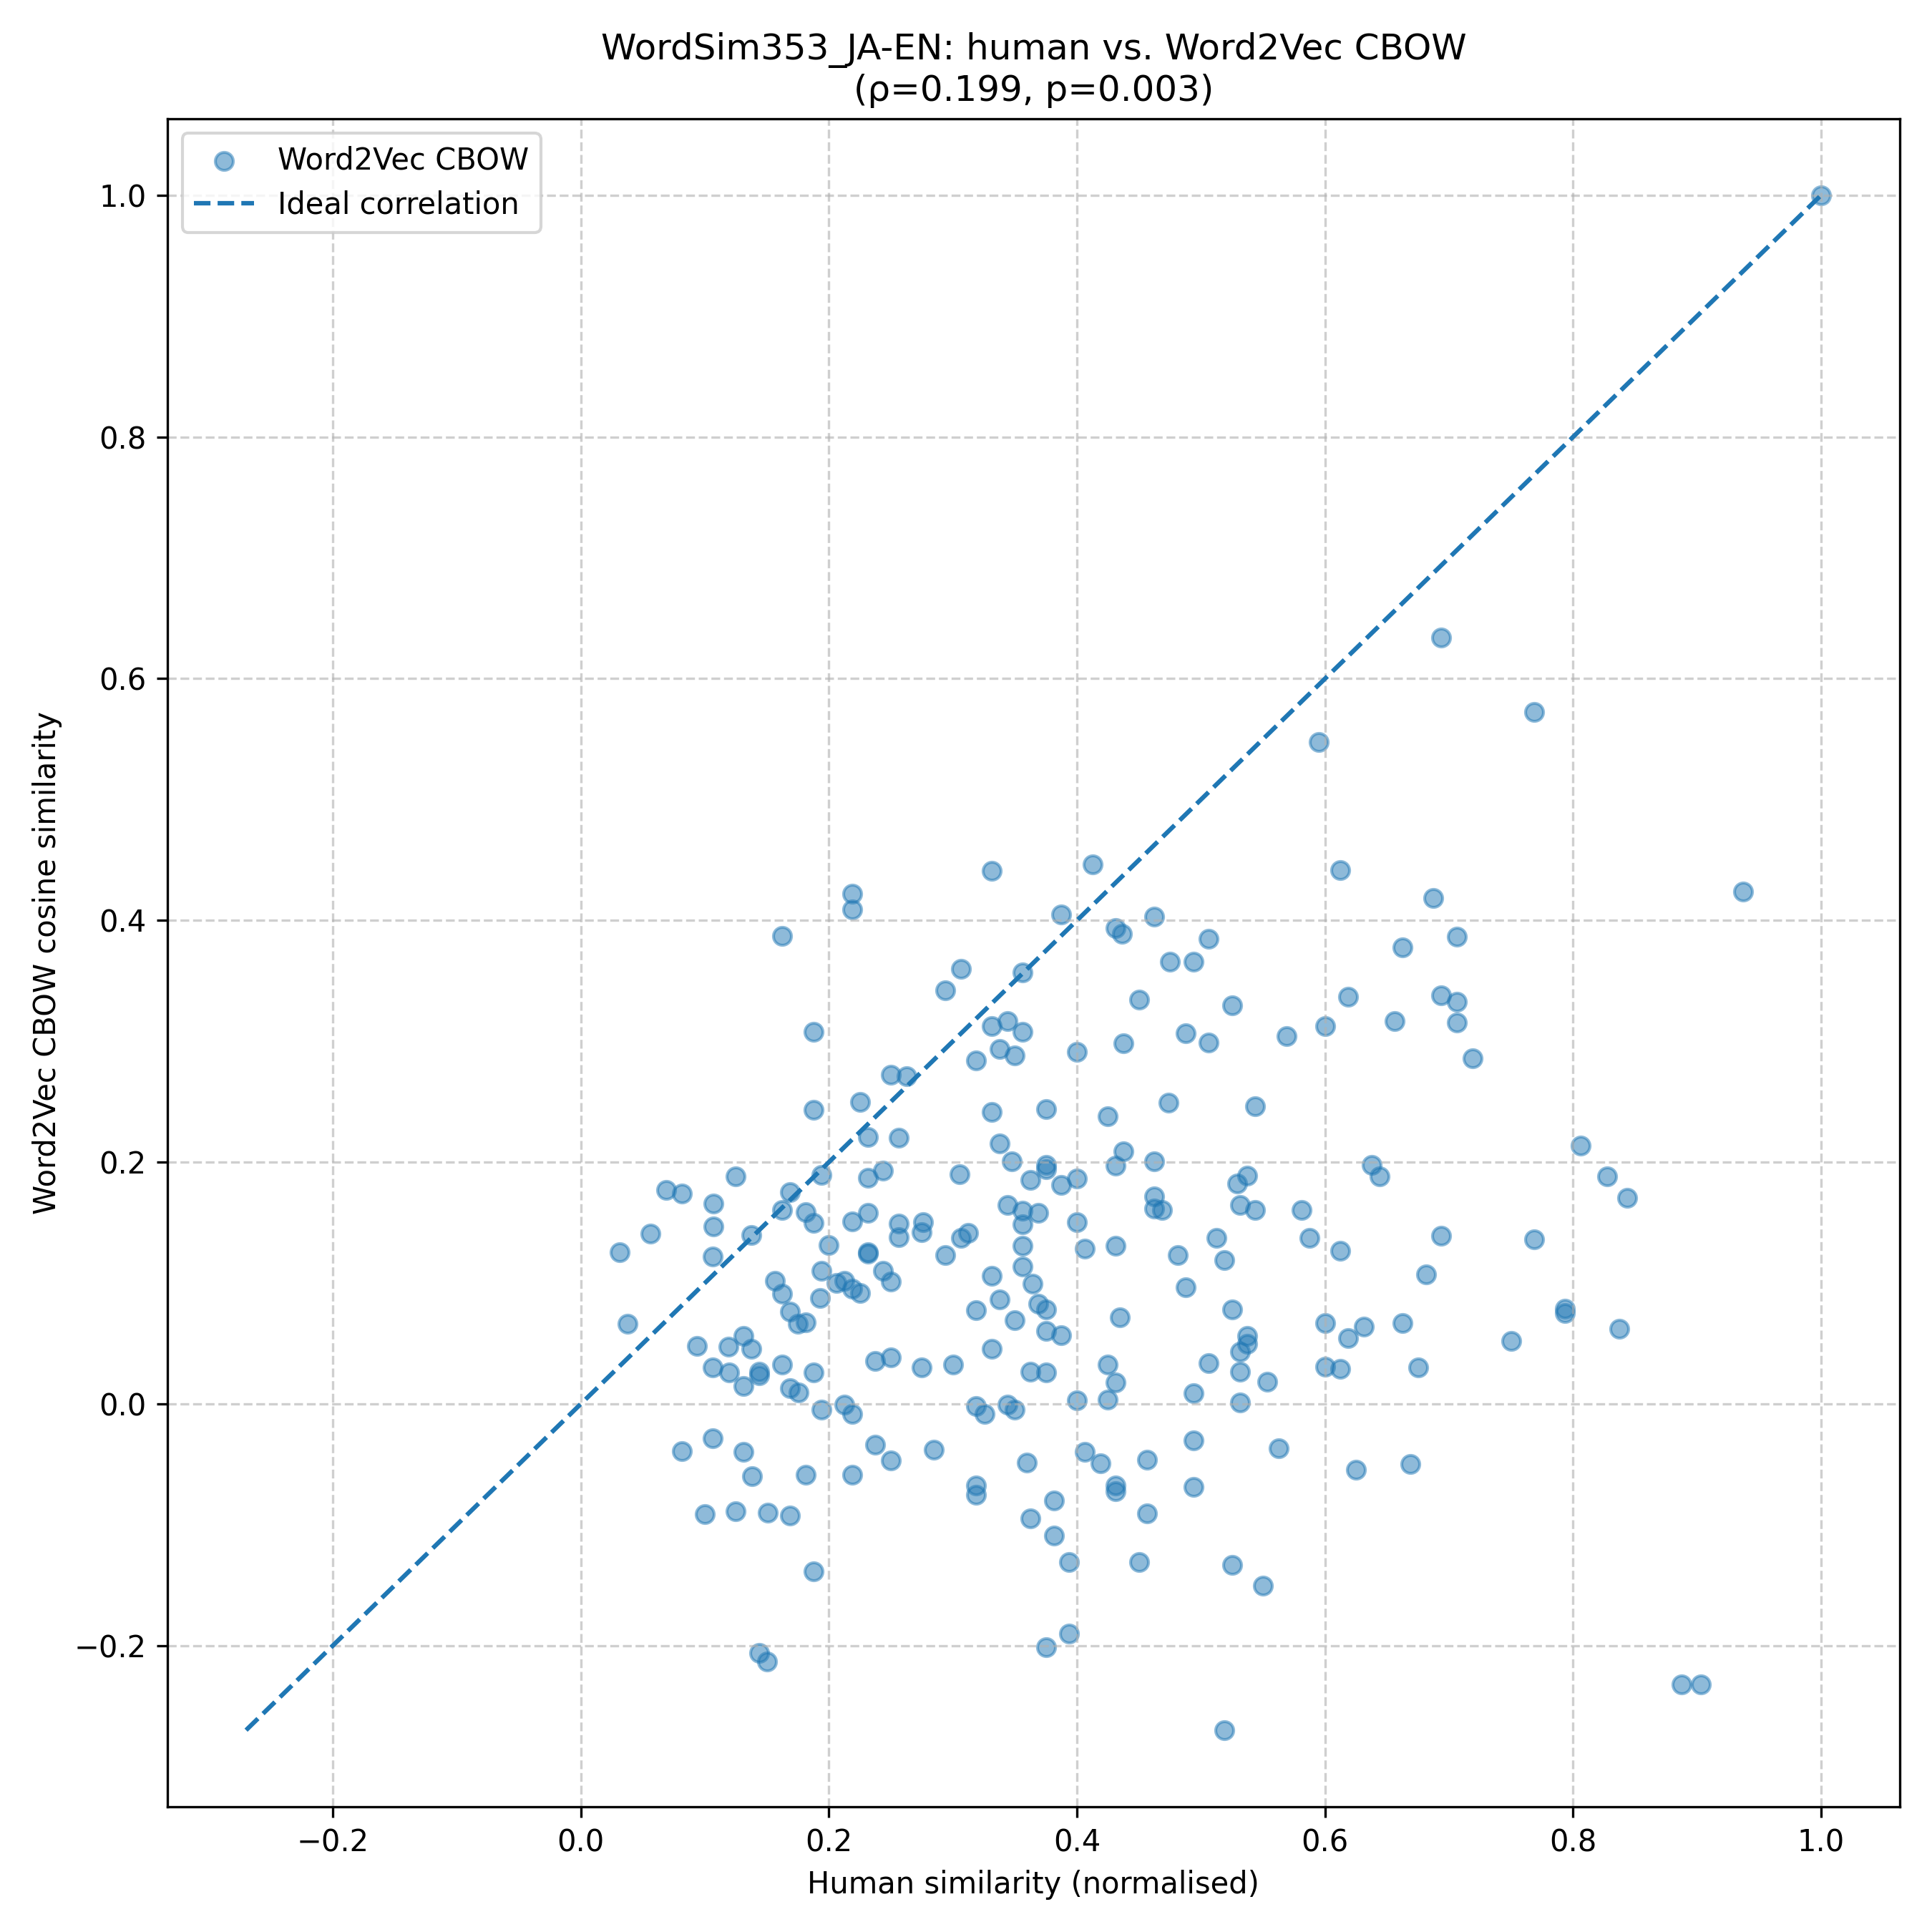 WordSim353_JA-EN: human vs. Word2Vec CBOW
(ρ=0.199, p=0.003)
Word2Vec CBOW
Ideal correlation
1.0
0.8
0.6
0.4
0.2
0.0
−0.2
Word2Vec CBOW cosine similarity
−0.2
0.0
0.2
0.4
0.6
0.8
1.0
Human similarity (normalised)